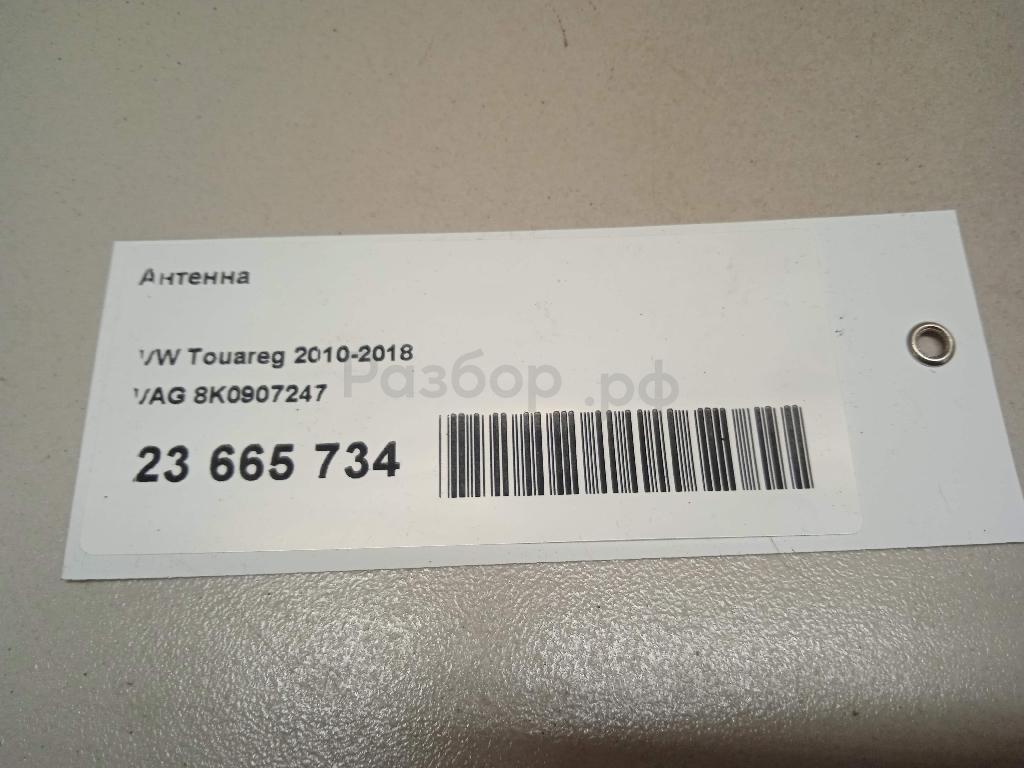 Антенна
VW Touareg 2010-2018
VAG 8K0907247
Разбор.рф
23 665 734